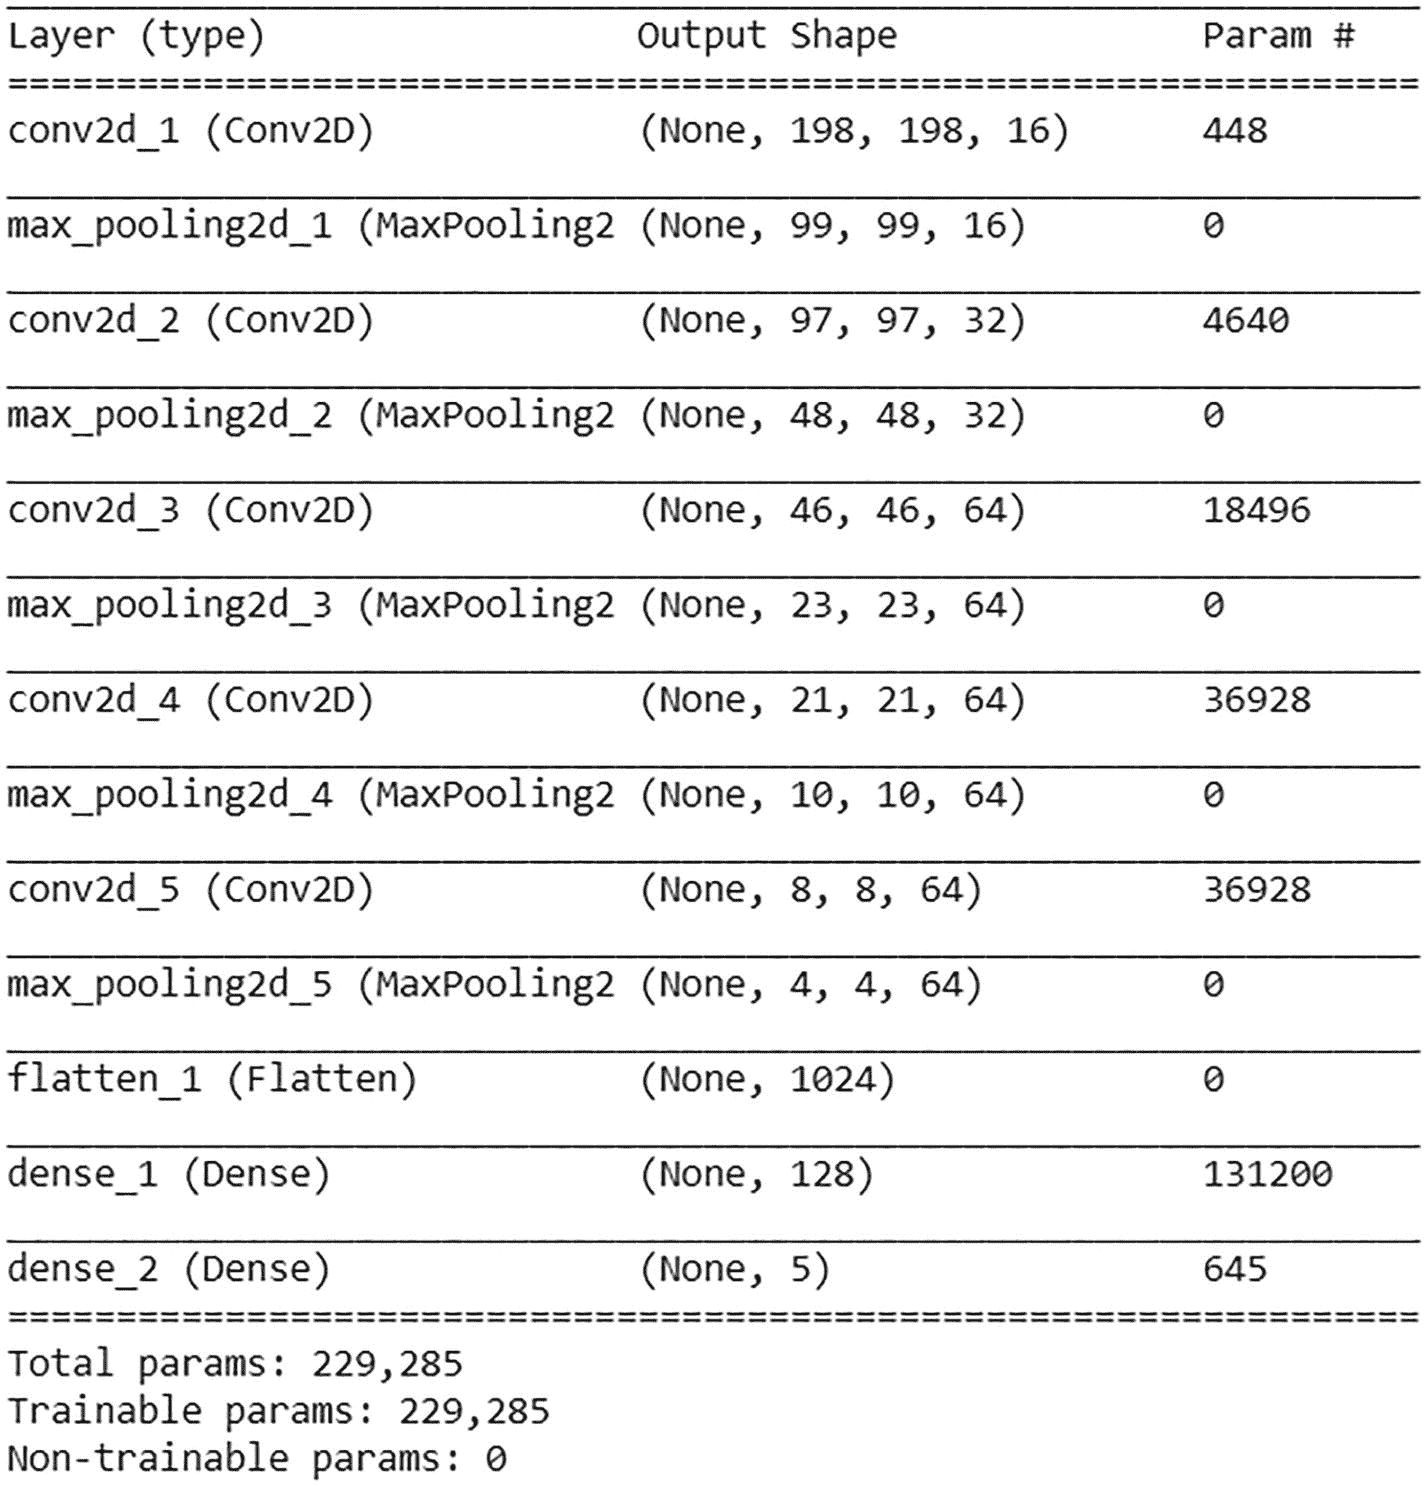 Layer (type) Output Shape Param #
=================================================================
conv2d_1 (Conv2D) (None, 198, 198, 16) 448
max_pooling2d_1 (MaxPooling2 (None, 99, 99, 16) 0
conv2d_2 (Conv2D) (None, 97, 97, 32) 4640
max_pooling2d_2 (MaxPooling2 (None, 48, 48, 32) 0
conv2d_3 (Conv2D) (None, 46, 46, 64) 18496
max_pooling2d_3 (MaxPooling2 (None, 23, 23, 64) 0
conv2d_4 (Conv2D) (None, 21, 21, 64) 36928
max_pooling2d_4 (MaxPooling2 (None, 10, 10, 64) 0
conv2d_5 (Conv2D) (None, 8, 8, 64) 36928
max_pooling2d_5 (MaxPooling2 (None, 4, 4, 64) 0
flatten_1 (Flatten) (None, 1024) 0
dense_1 (Dense) (None, 128) 131200
dense_2 (Dense) (None, 5) 645
=================================================================
Total params: 229,285
Trainable params: 229,285
Non-trainable params: 0